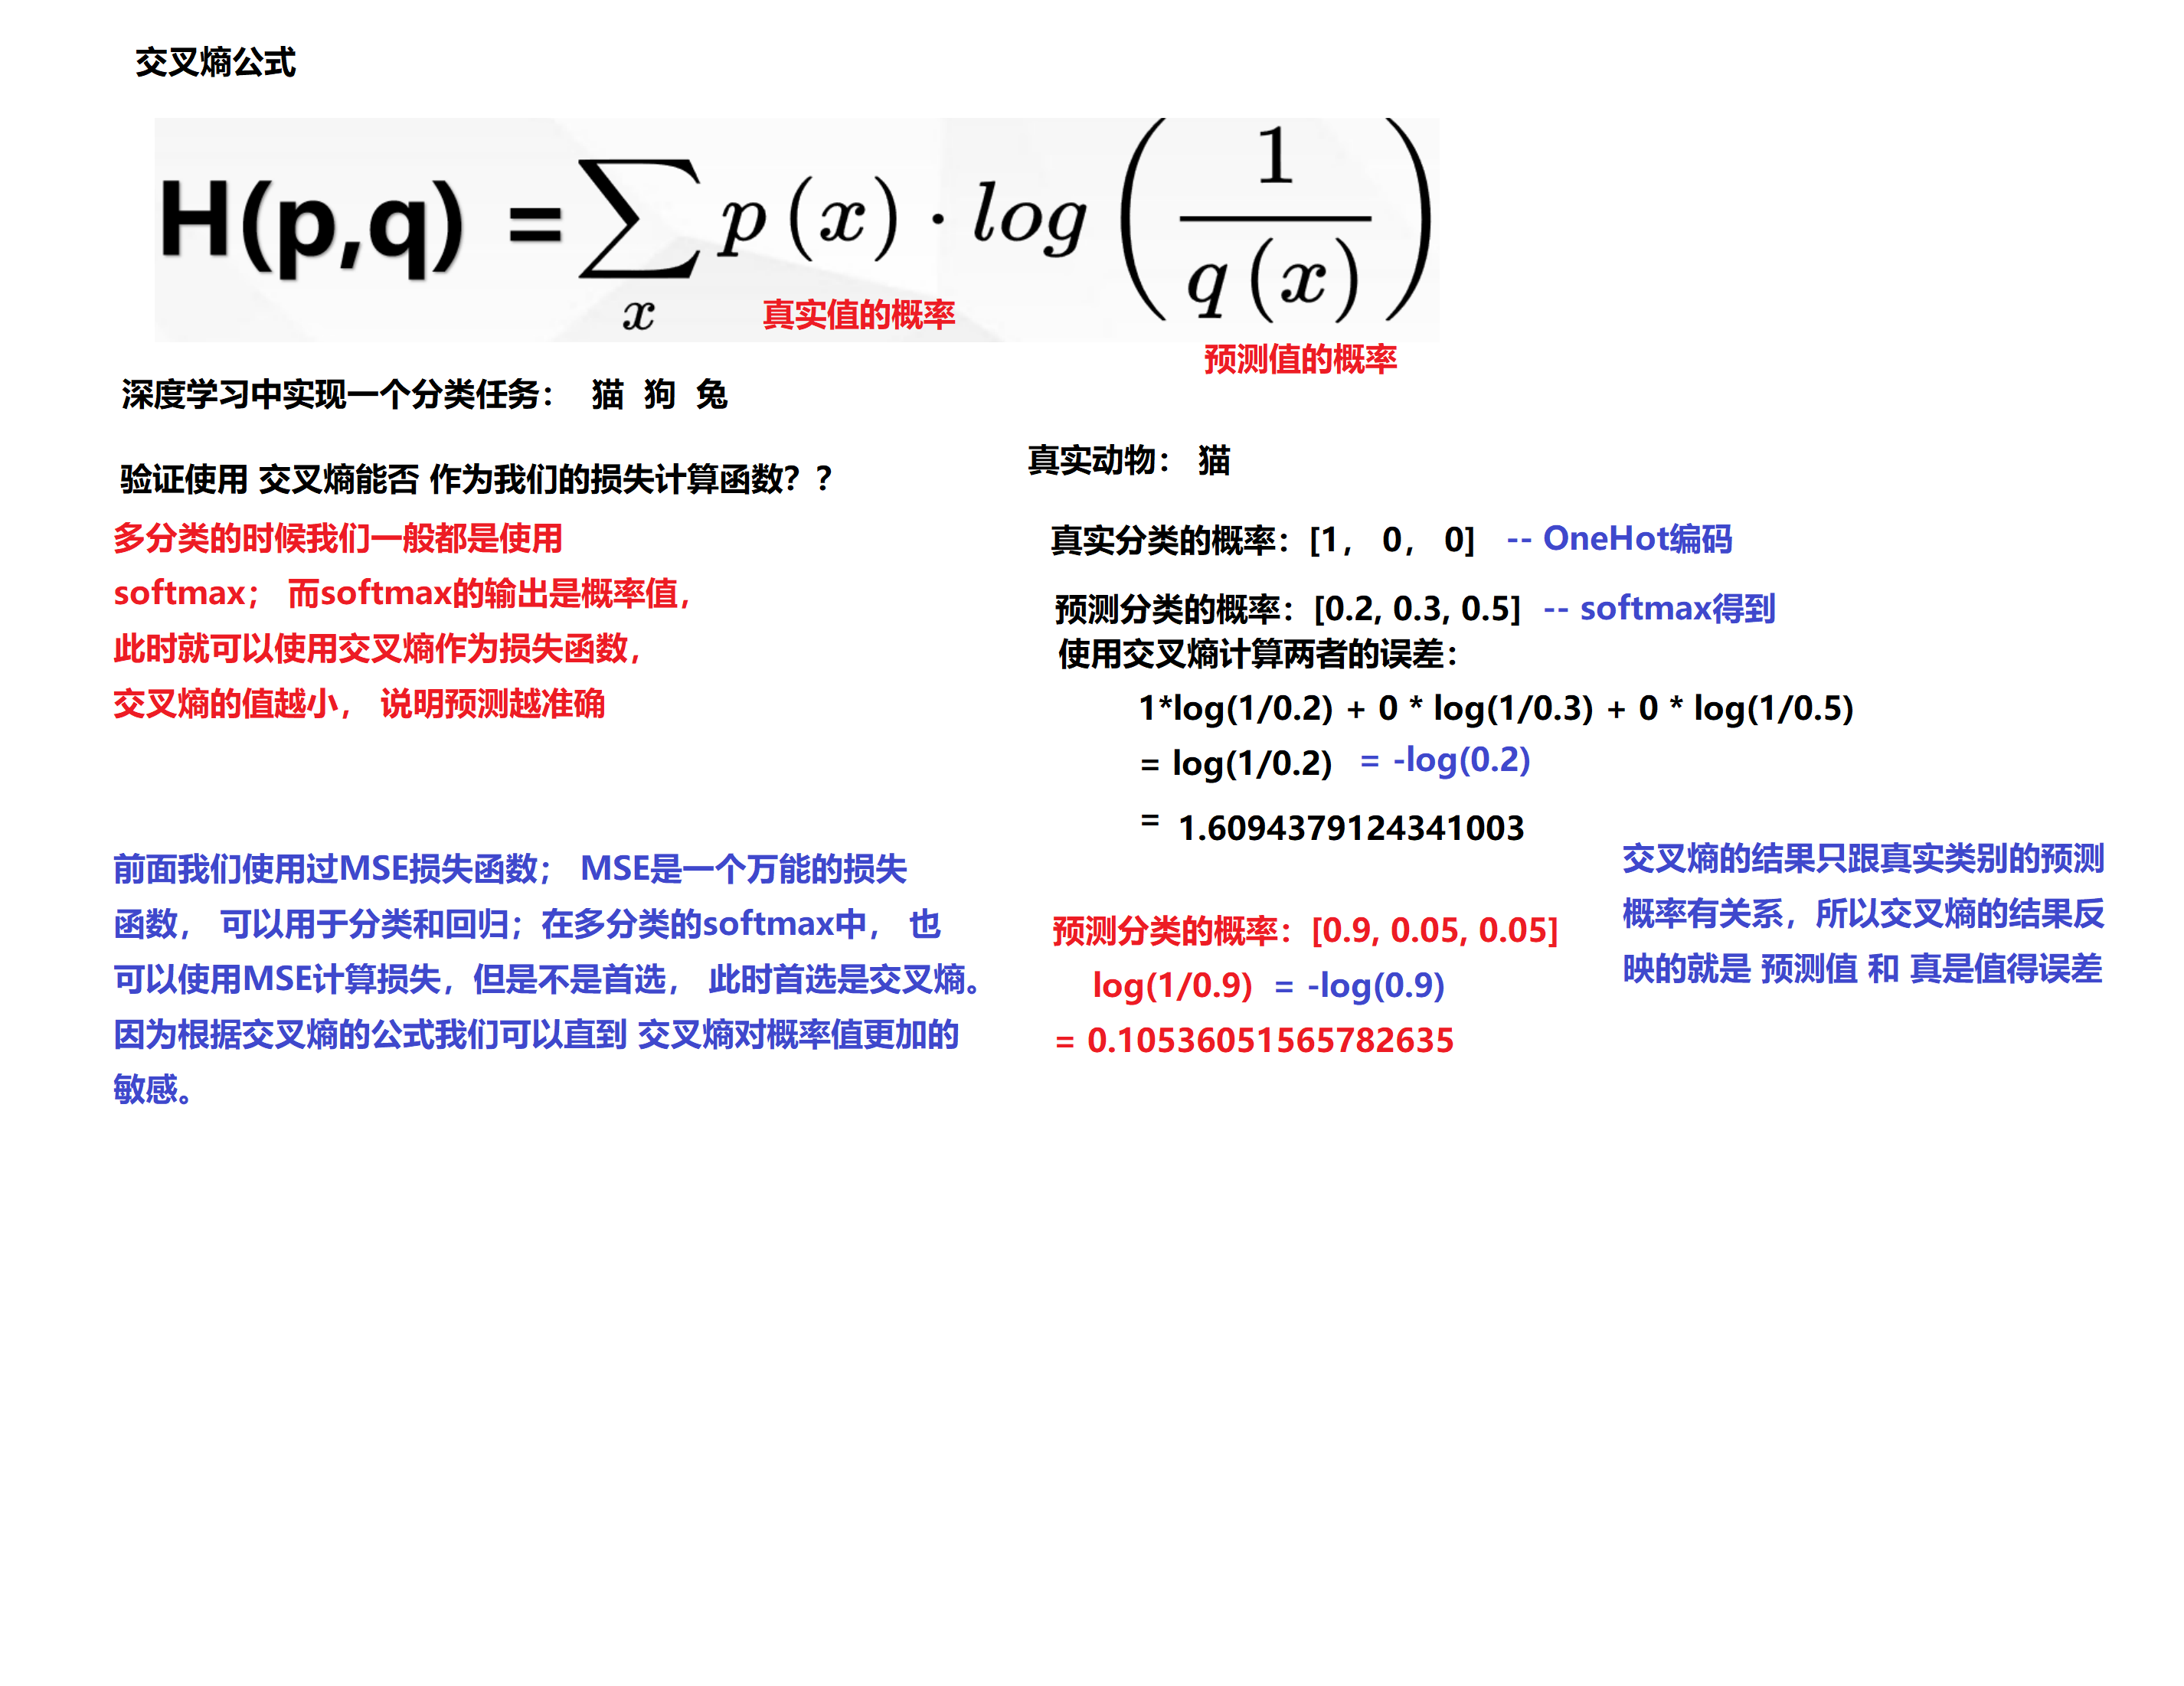 交叉熵公式
H(p,q) = ∑ p(x)·log(1/q(x))
x
真实值的概率
预测值的概率
深度学习中实现一个分类任务： 猫 狗 兔
验证使用 交叉熵能否 作为我们的损失计算函数？？
多分类的时候我们一般都是使用
softmax； 而softmax的输出是概率值，
此时就可以使用交叉熵作为损失函数，
交叉熵的值越小， 说明预测越准确
前面我们使用过MSE损失函数； MSE是一个万能的损失
函数， 可以用于分类和回归；在多分类的softmax中， 也
可以使用MSE计算损失，但是不是首选， 此时首选是交叉熵。
因为根据交叉熵的公式我们可以直到 交叉熵对概率值更加的
敏感。
真实动物： 猫
真实分类的概率：[1， 0， 0] -- OneHot编码
预测分类的概率：[0.2, 0.3, 0.5] -- softmax得到
使用交叉熵计算两者的误差：
1*log(1/0.2) + 0 * log(1/0.3) + 0 * log(1/0.5)
= log(1/0.2) = -log(0.2)
= 1.6094379124341003
预测分类的概率：[0.9, 0.05, 0.05]
log(1/0.9) = -log(0.9)
= 0.10536051565782635
交叉熵的结果只跟真实类别的预测
概率有关系，所以交叉熵的结果反
映的就是 预测值 和 真是值得误差